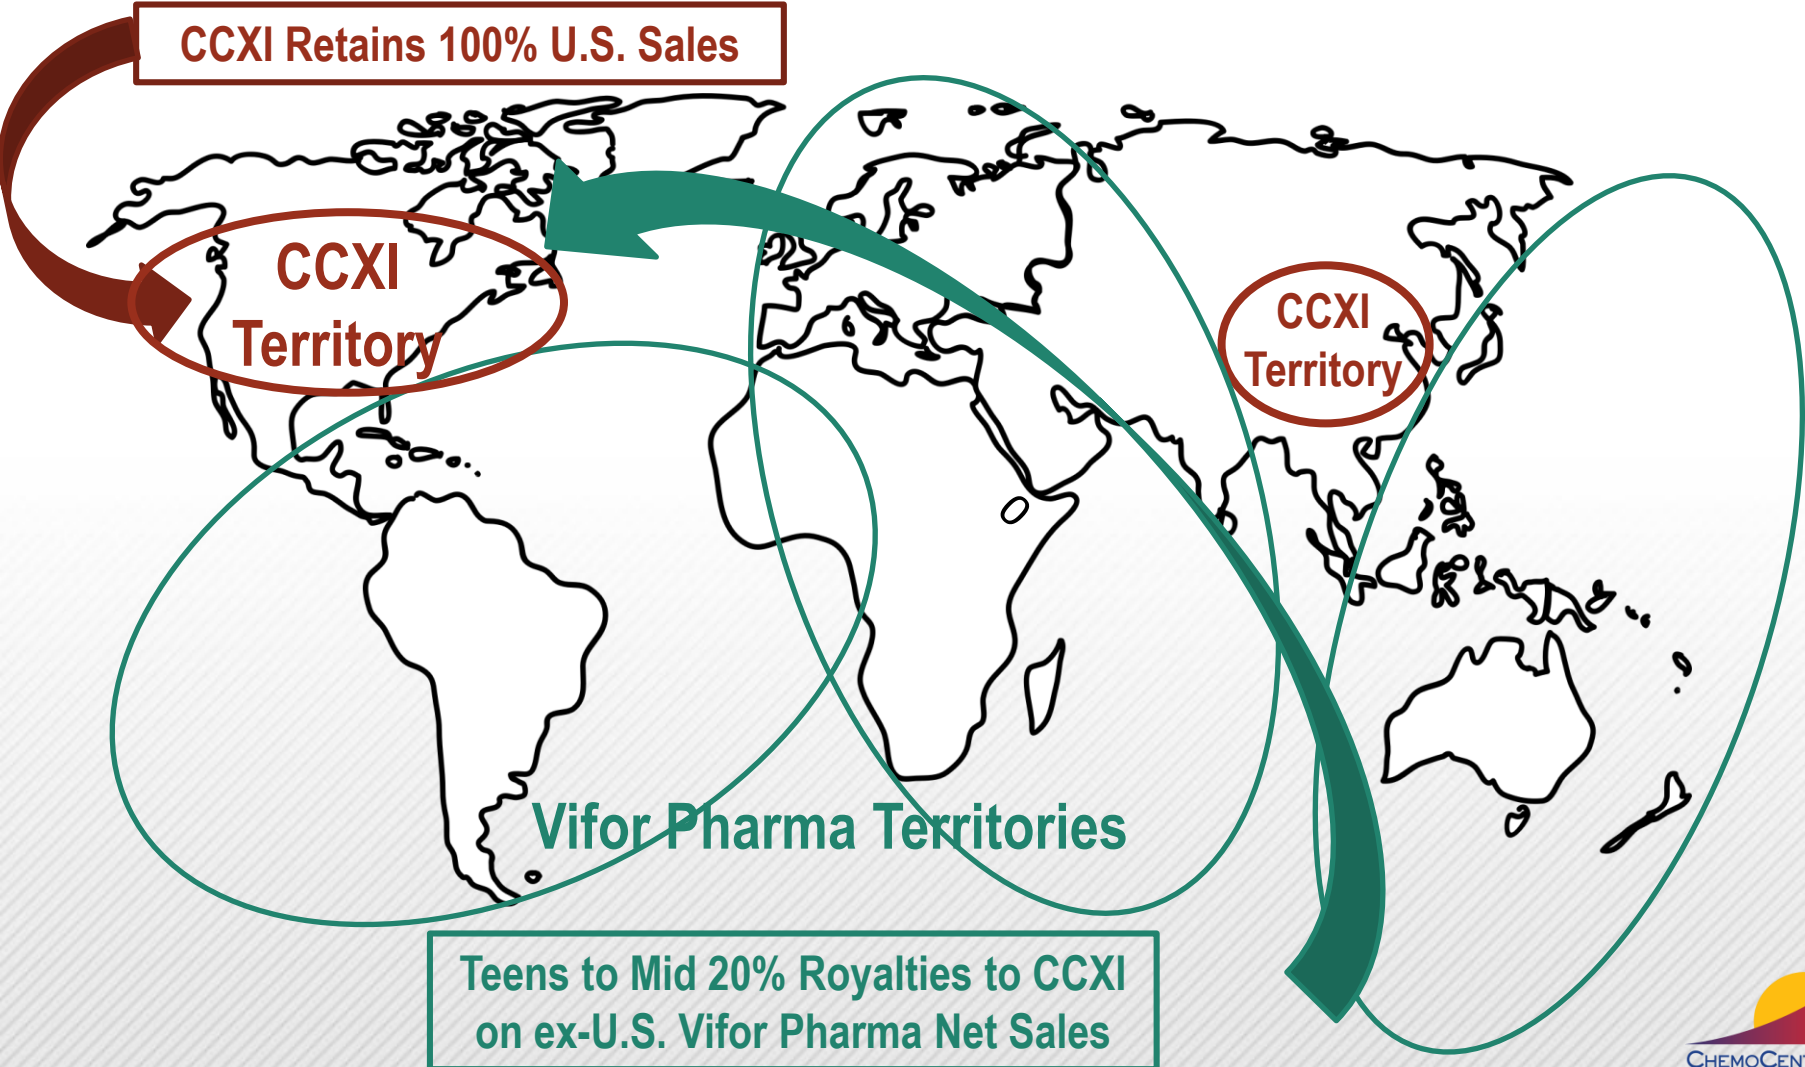 CCXI Retains 100% U.S. Sales
CCXI
Territory
CCXI
Territory
Vifor Pharma Territories
Teens to Mid 20% Royalties to CCXI
on ex-U.S. Vifor Pharma Net Sales